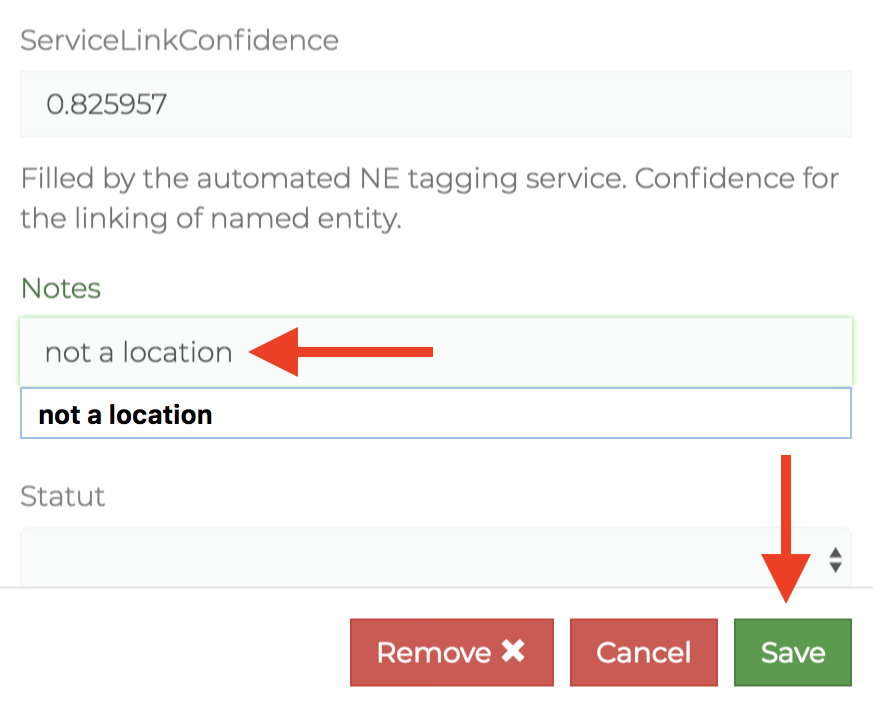 ServiceLinkConfidence
0.825957
Filled by the automated NE tagging service. Confidence for
the linking of named entity.
Notes
not a location
not a location
Statut
Remove ✖
Cancel
Save